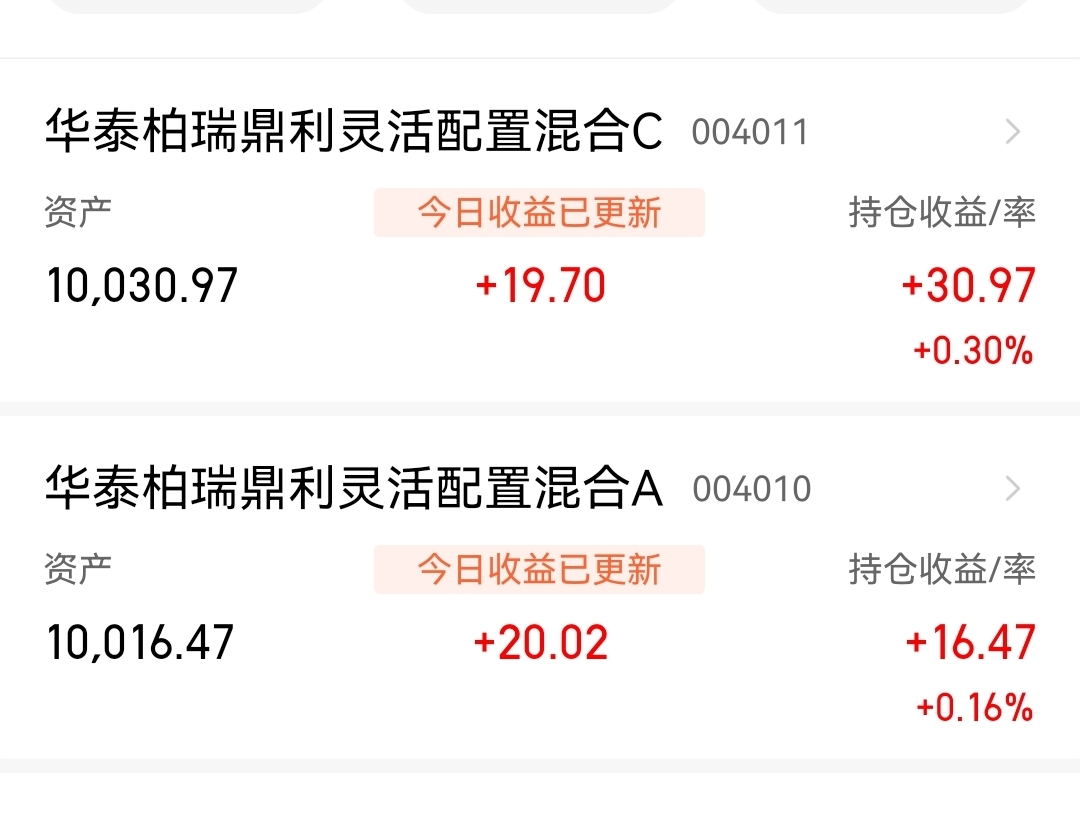 华泰柏瑞鼎利灵活配置混合C 004011
资产 今日收益已更新 持仓收益/率
10,030.97 +19.70 +30.97
+0.30%
华泰柏瑞鼎利灵活配置混合A 004010
资产 今日收益已更新 持仓收益/率
10,016.47 +20.02 +16.47
+0.16%